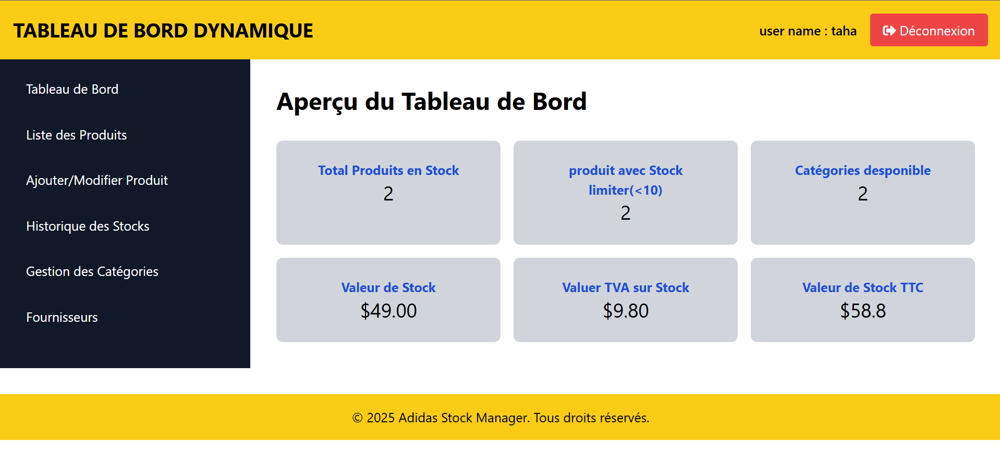 TABLEAU DE BORD DYNAMIQUE
user name : taha
Déconnexion
Tableau de Bord
Liste des Produits
Ajouter/Modifier Produit
Historique des Stocks
Gestion des Catégories
Fournisseurs
Aperçu du Tableau de Bord
Total Produits en Stock
2
produit avec Stock
limiter(<10)
2
Catégories desponible
2
Valeur de Stock
$49.00
Valuer TVA sur Stock
$9.80
Valeur de Stock TTC
$58.8
© 2025 Adidas Stock Manager. Tous droits réservés.